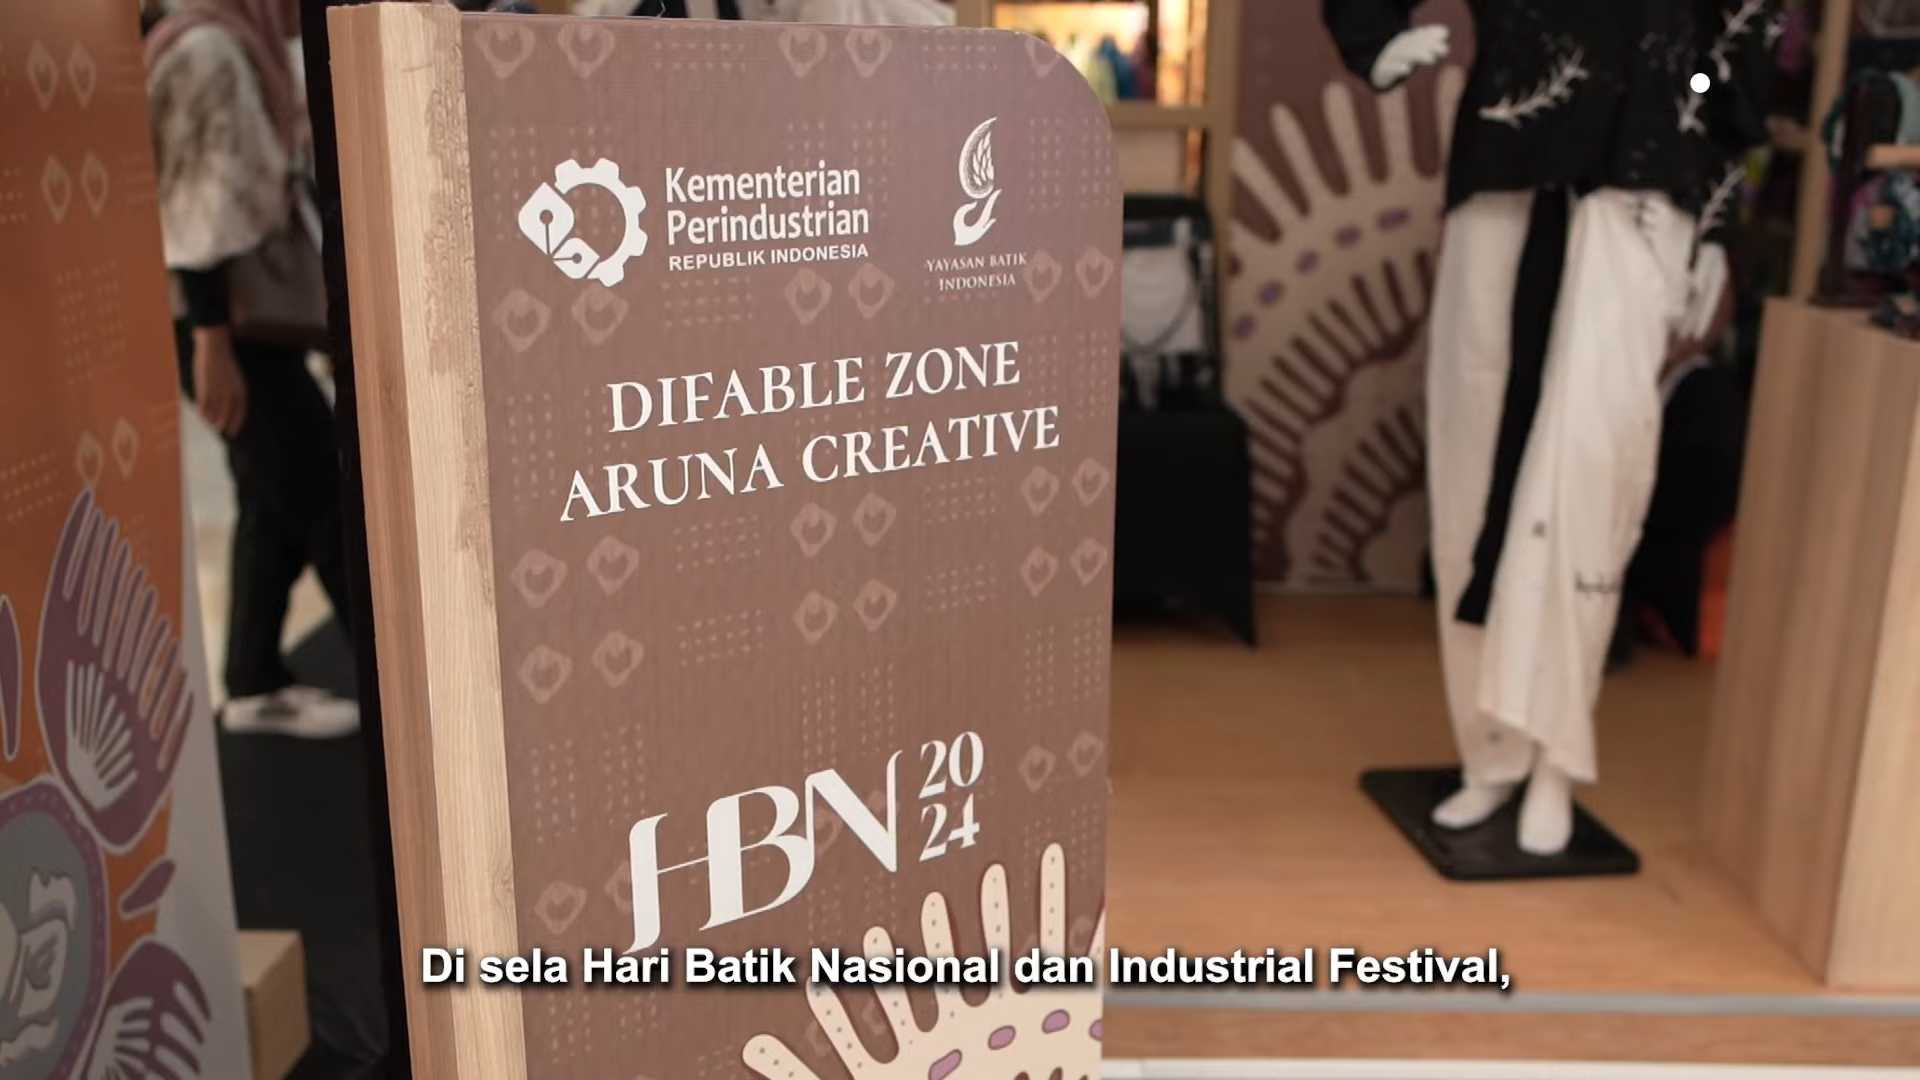 Kementerian
Perindustrian
REPUBLIK INDONESIA
YAYASAN BATIK
INDONESIA
DIFABLE ZONE
ARUNA CREATIVE
HBN 20
24
Di sela Hari Batik Nasional dan Industrial Festival,